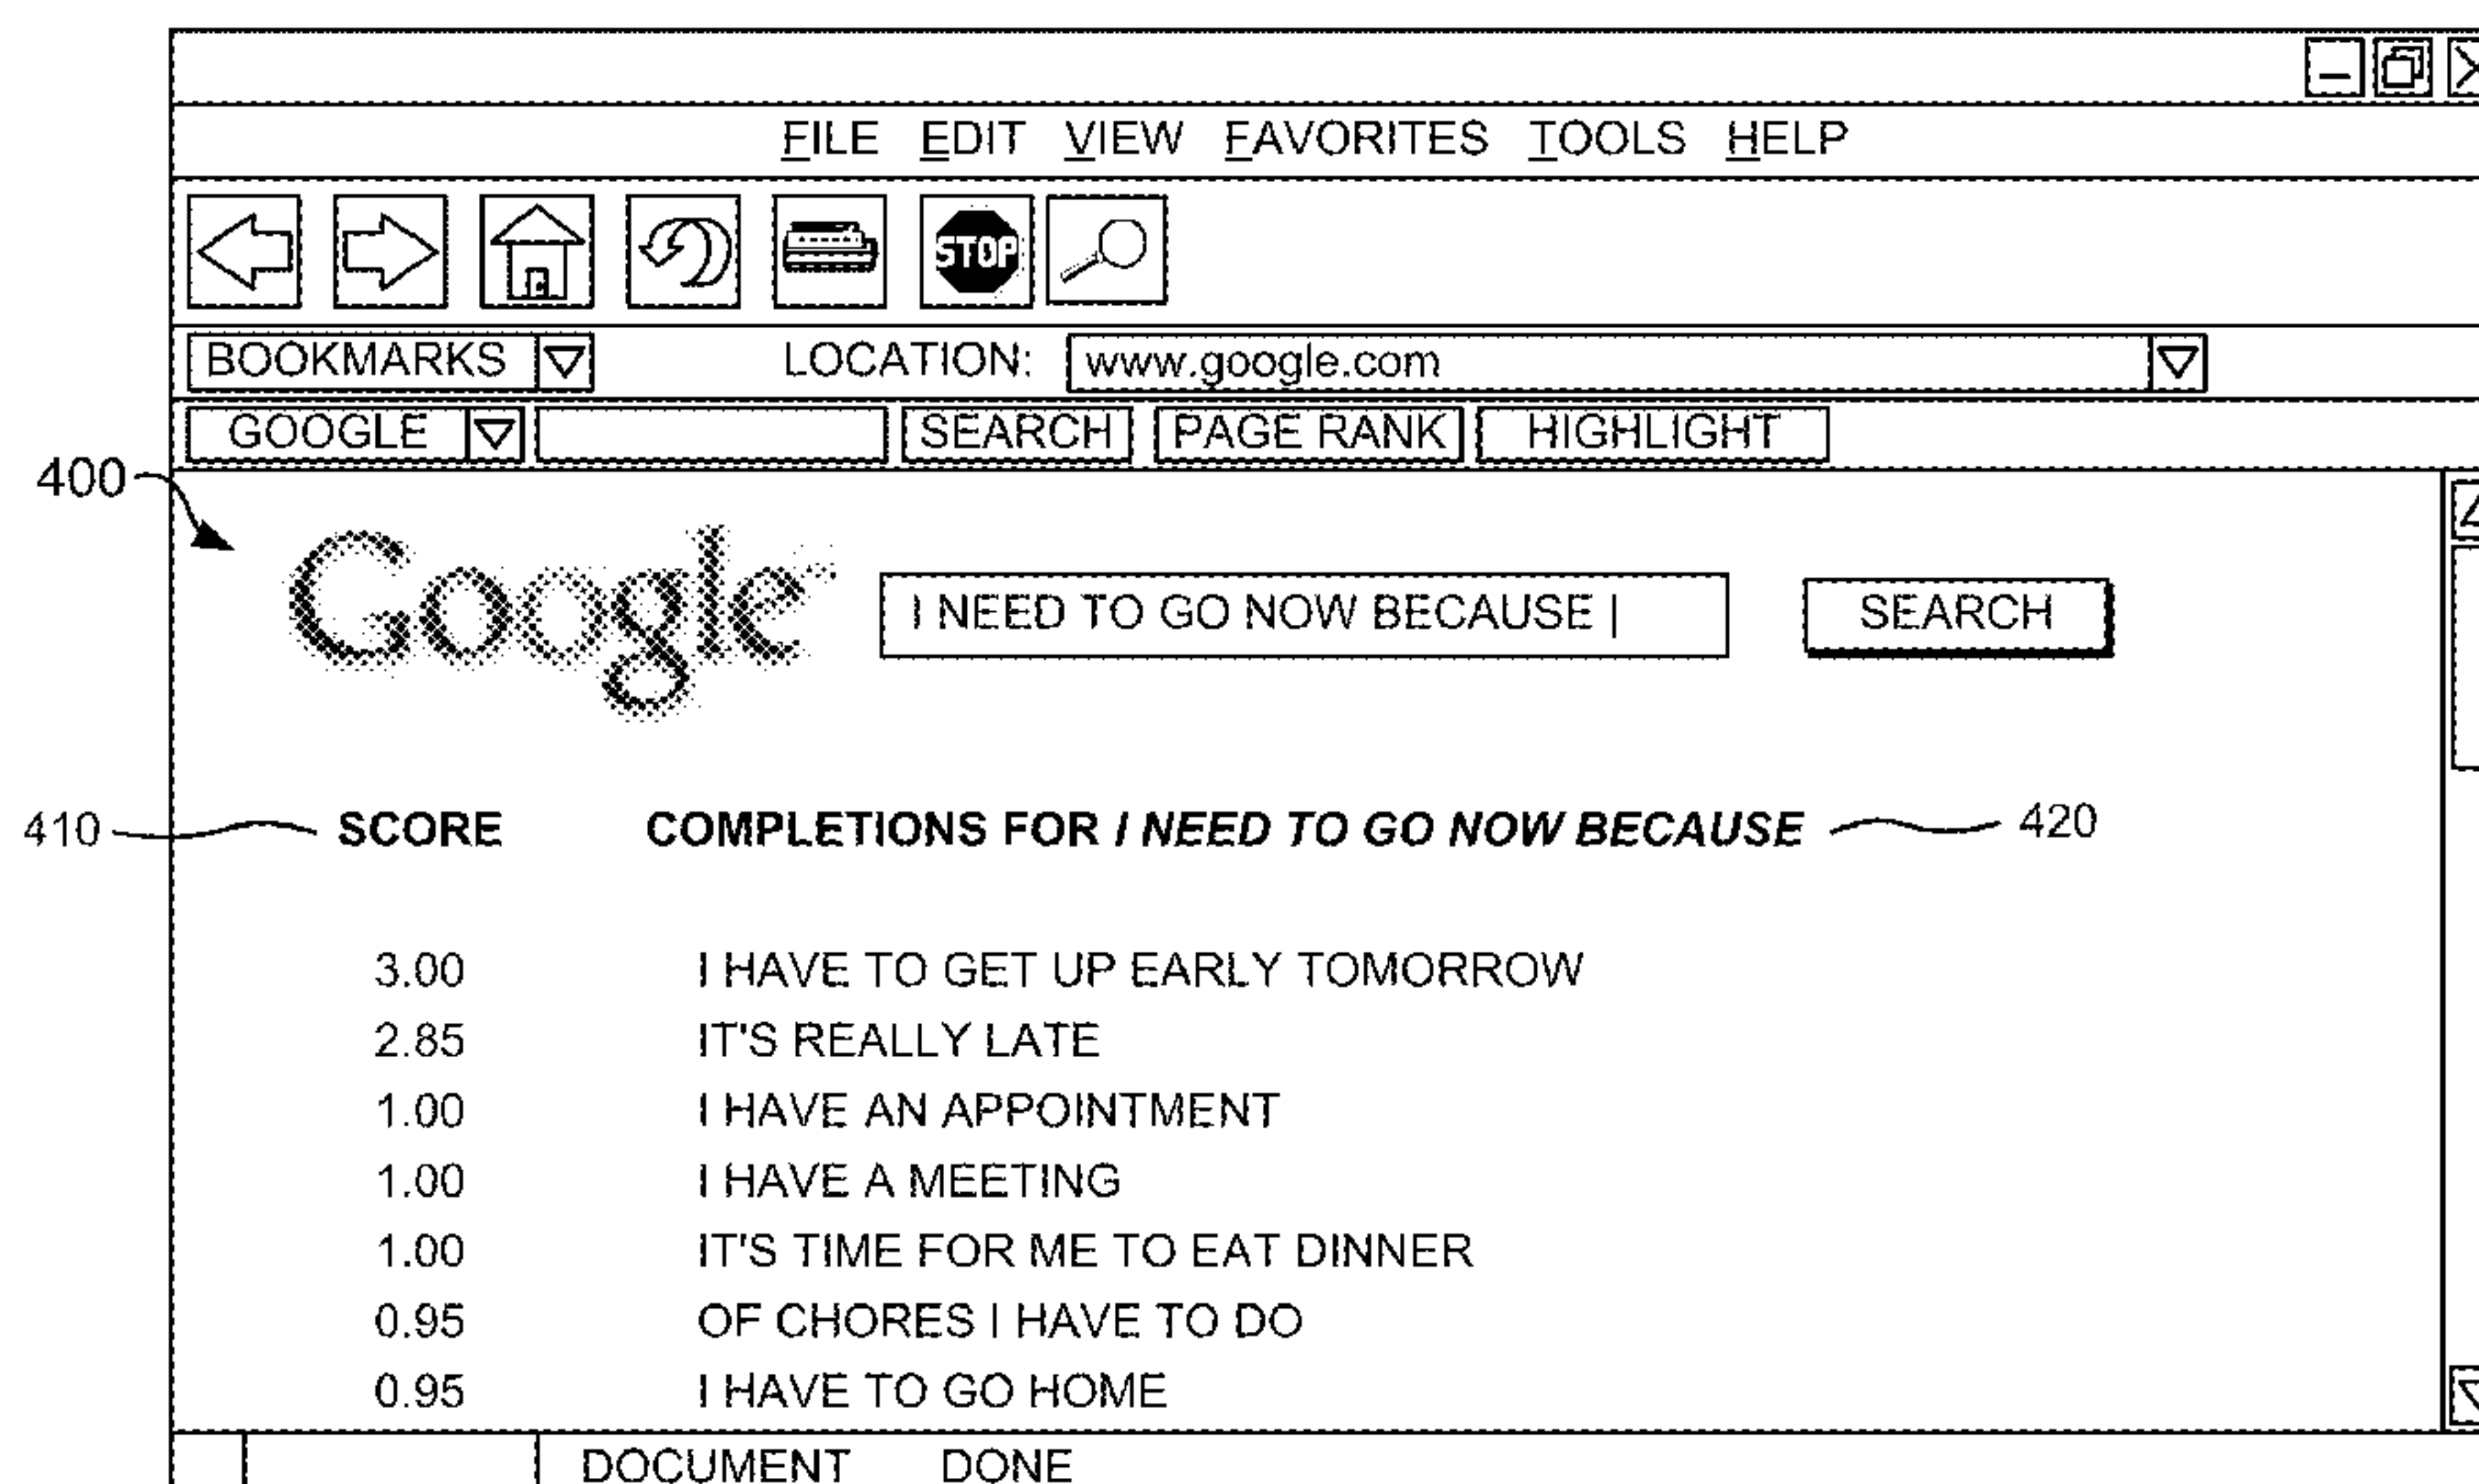 FILE EDIT VIEW FAVORITES TOOLS HELP
STOP
BOOKMARKS LOCATION: www.google.com
GOOGLE SEARCH PAGE RANK HIGHLIGHT
400
Google I NEED TO GO NOW BECAUSE | SEARCH
410 SCORE COMPLETIONS FOR I NEED TO GO NOW BECAUSE 420
3.00 I HAVE TO GET UP EARLY TOMORROW
2.85 IT'S REALLY LATE
1.00 I HAVE AN APPOINTMENT
1.00 I HAVE A MEETING
1.00 IT'S TIME FOR ME TO EAT DINNER
0.95 OF CHORES I HAVE TO DO
0.95 I HAVE TO GO HOME
DOCUMENT DONE